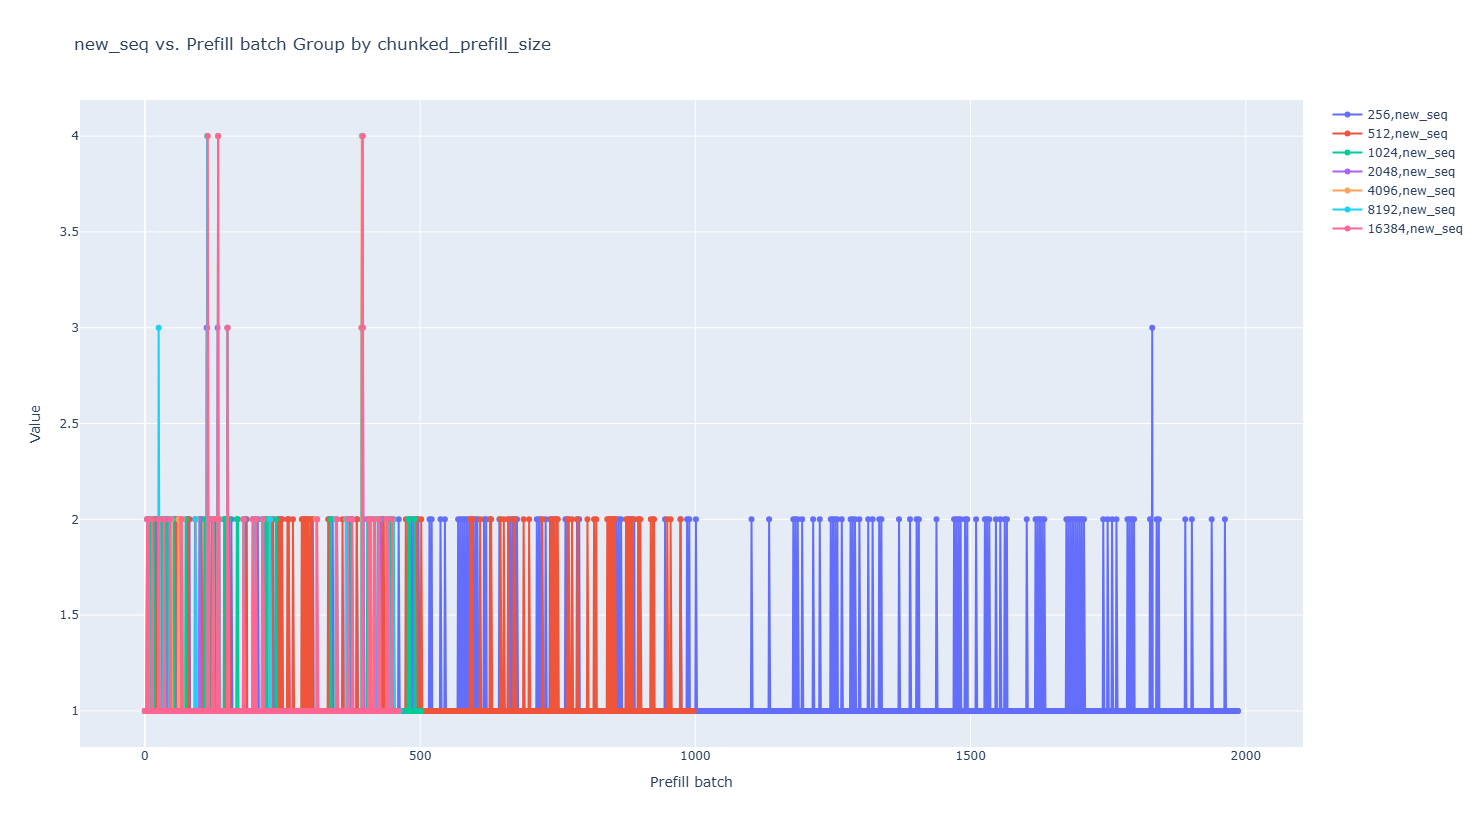 new_seq vs. Prefill batch Group by chunked_prefill_size
256,new_seq
512,new_seq
1024,new_seq
2048,new_seq
4096,new_seq
8192,new_seq
16384,new_seq
4
3.5
3
2.5
2
1.5
1
Value
0
500
1000
1500
2000
Prefill batch